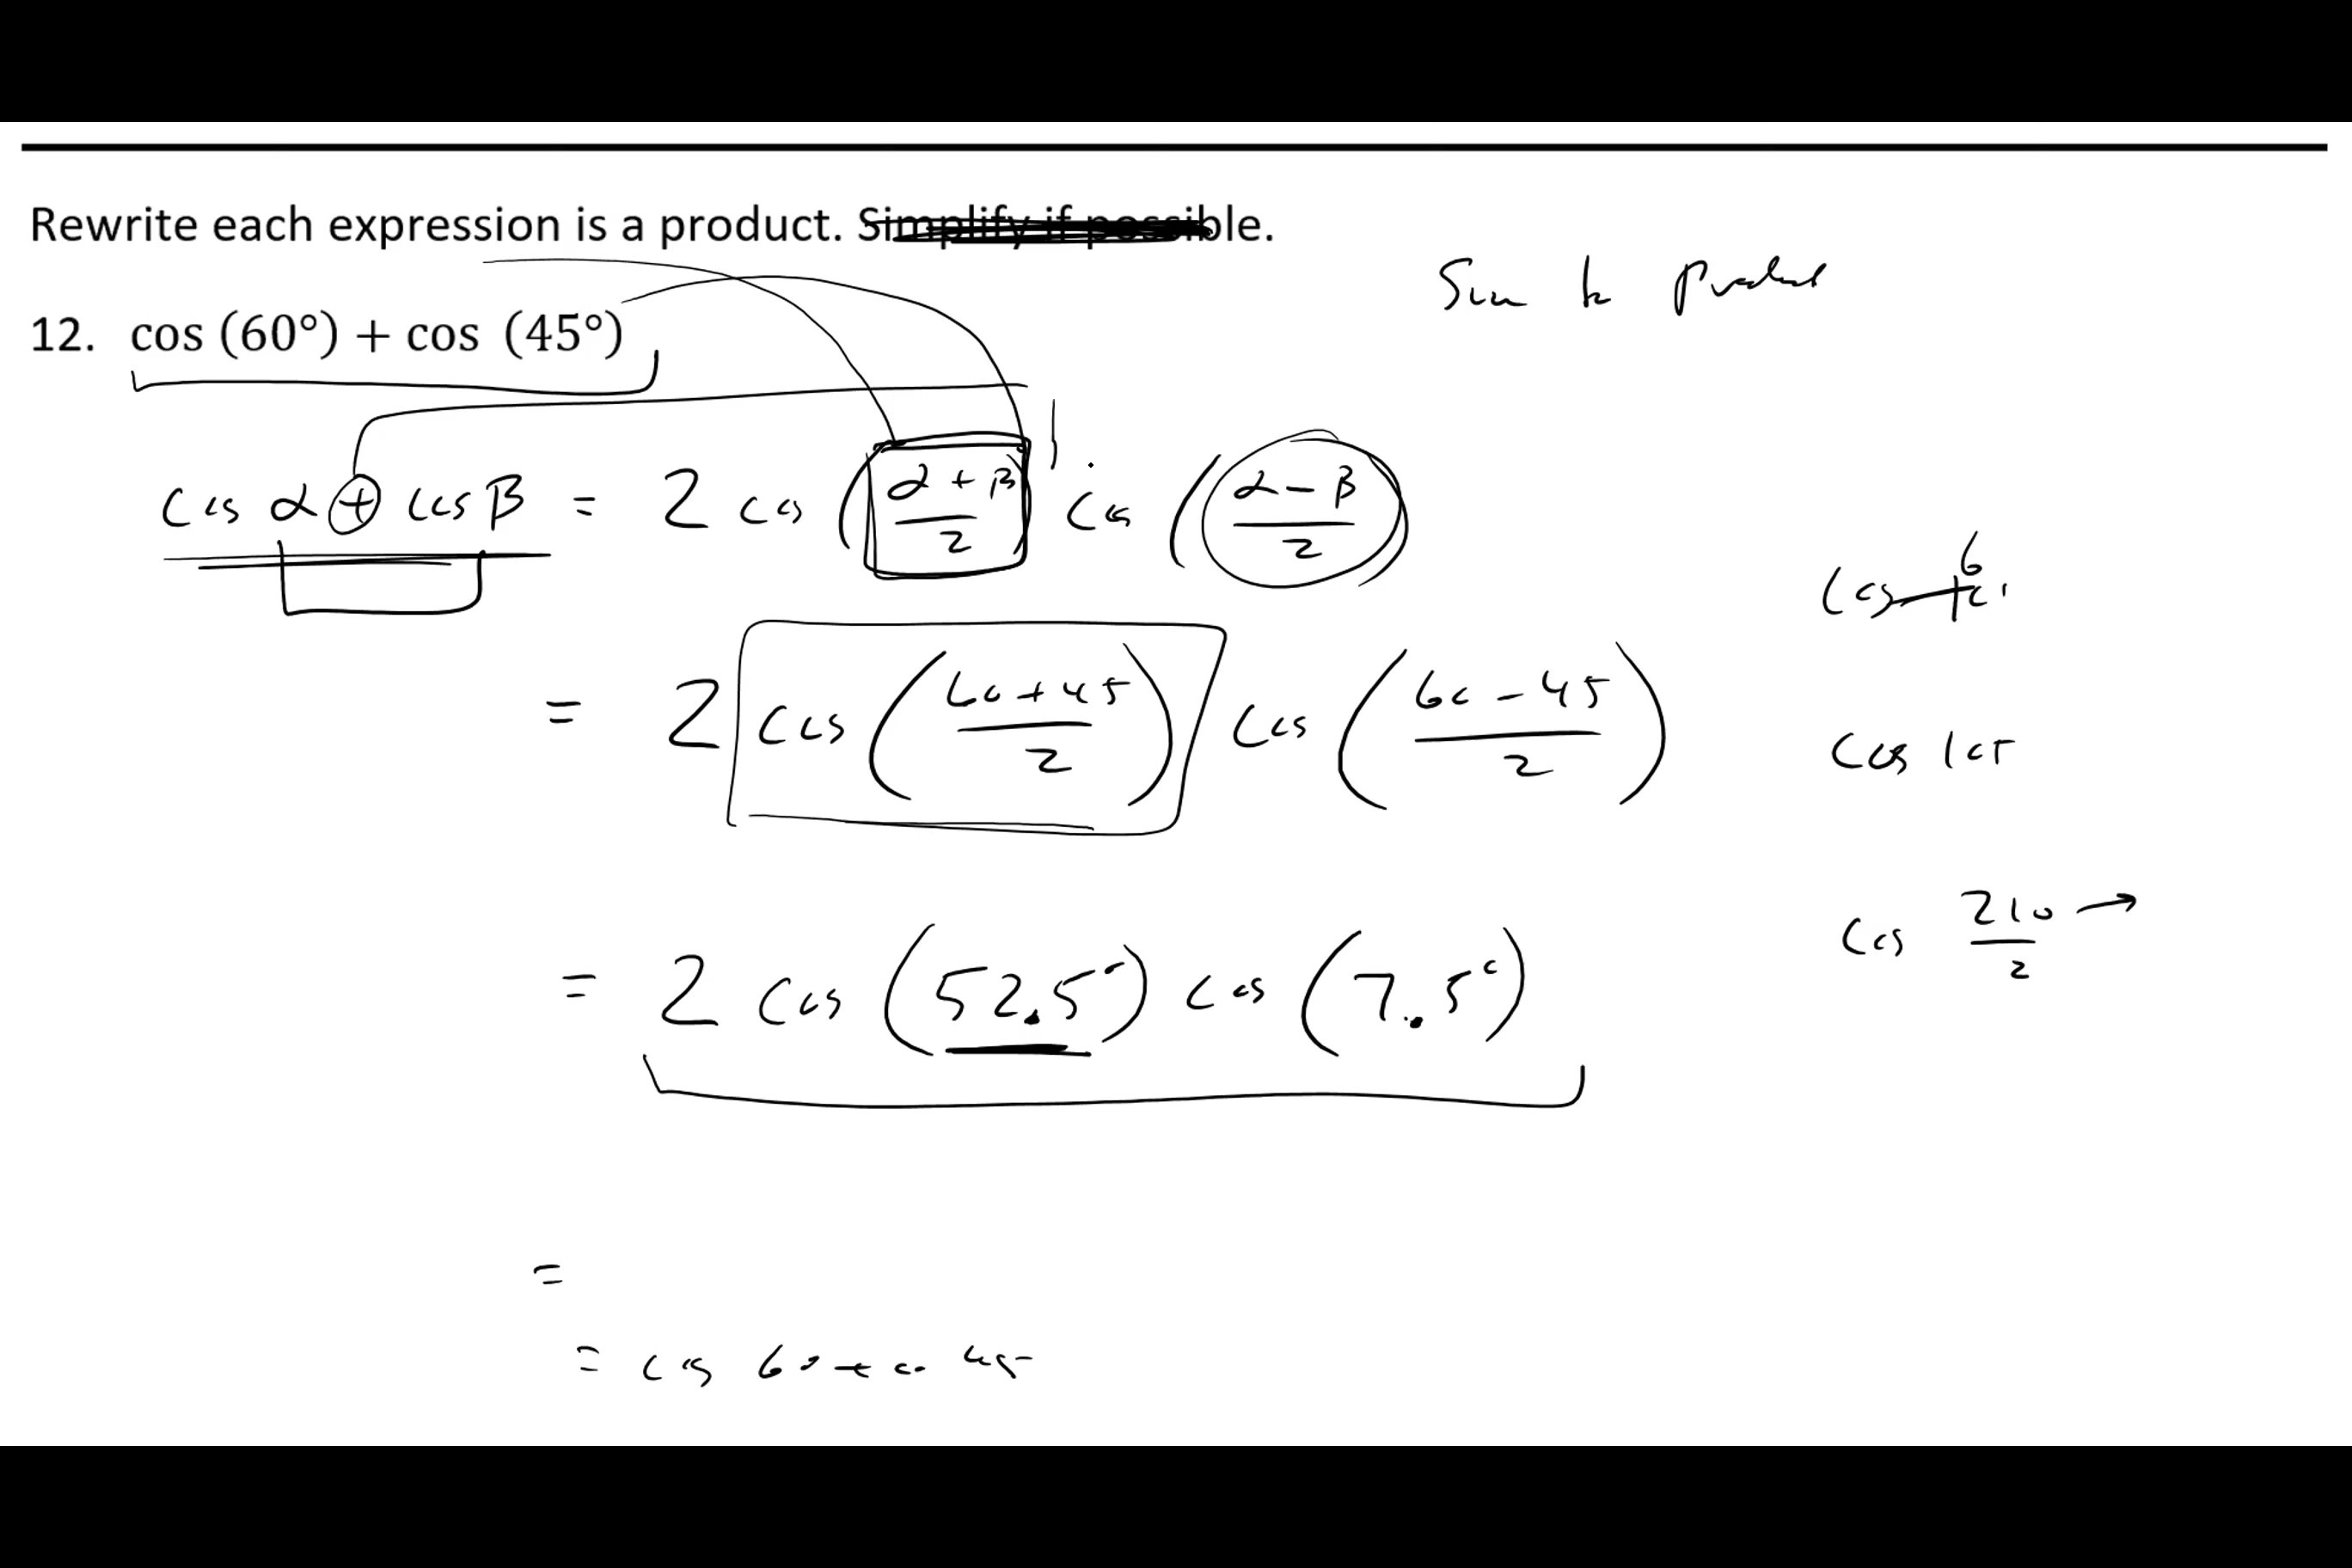 Rewrite each expression is a product. Simplify if possible.
Sum to Product
12. cos (60°) + cos (45°)
cos α + cos β = 2 cos (α + β / 2) cos (α − β / 2)
= 2 cos (60 + 45 / 2) cos (60 − 45 / 2)
cos 105
= 2 cos (52.5°) cos (7.5°)
cos 210 / 2 →
=
= cos 60 + cos 45